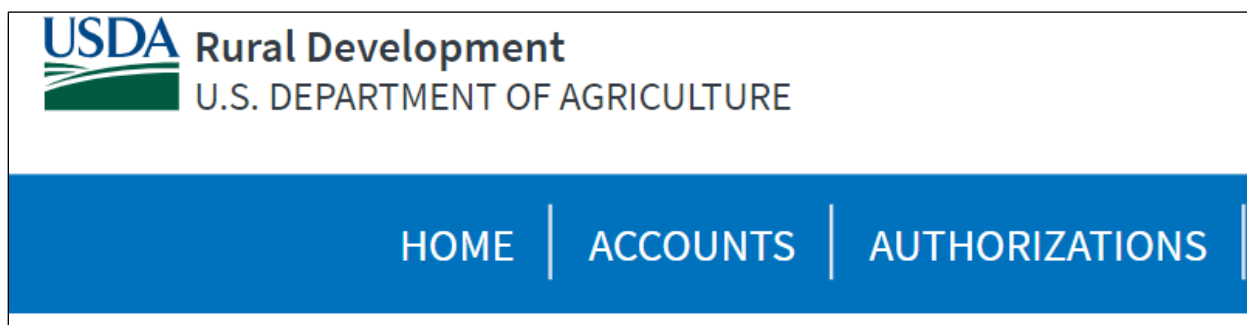 USDA Rural Development
U.S. DEPARTMENT OF AGRICULTURE
HOME ACCOUNTS AUTHORIZATIONS